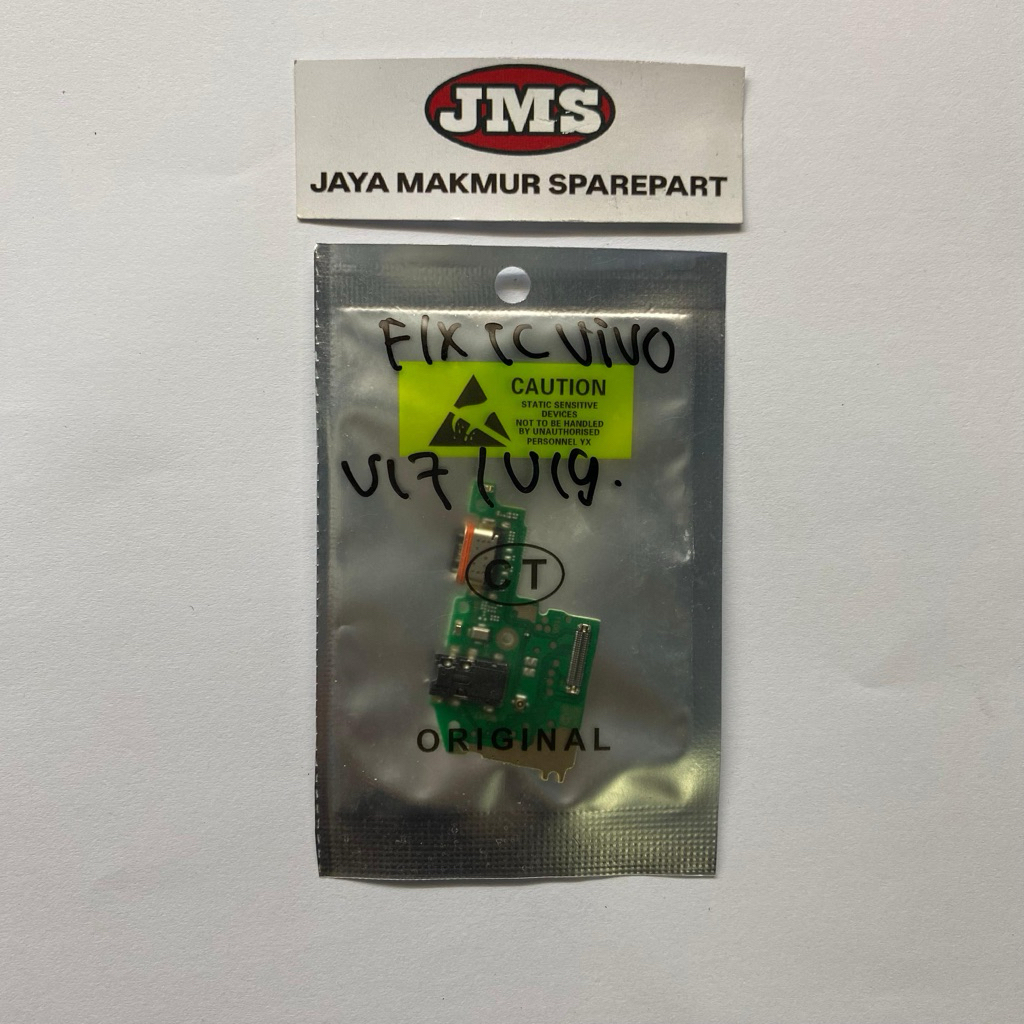 JMS
JAYA MAKMUR SPAREPART
F/X IC VIVO
CAUTION
STATIC SENSITIVE
DEVICES
NOT TO BE HANDLED
BY UNAUTHORISED
PERSONNEL YX
V17 / V19.
CT
ORIGINAL